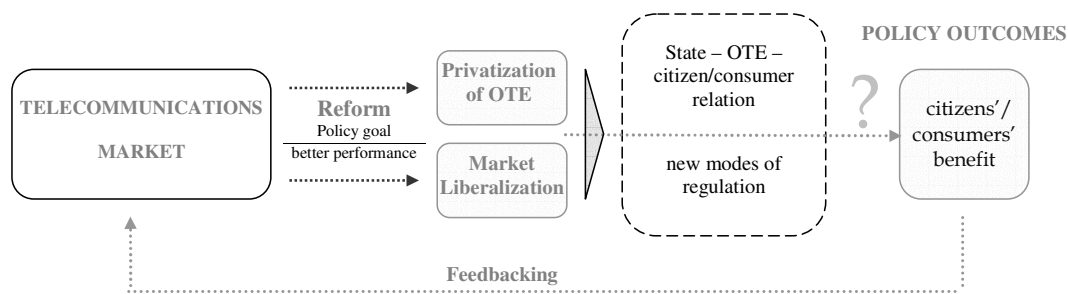 TELECOMMUNICATIONS
MARKET
Reform
Policy goal
better performance
Privatization
of OTE
Market
Liberalization
State – OTE –
citizen/consumer
relation
new modes of
regulation
?
POLICY OUTCOMES
citizens’/
consumers’
benefit
Feedbacking